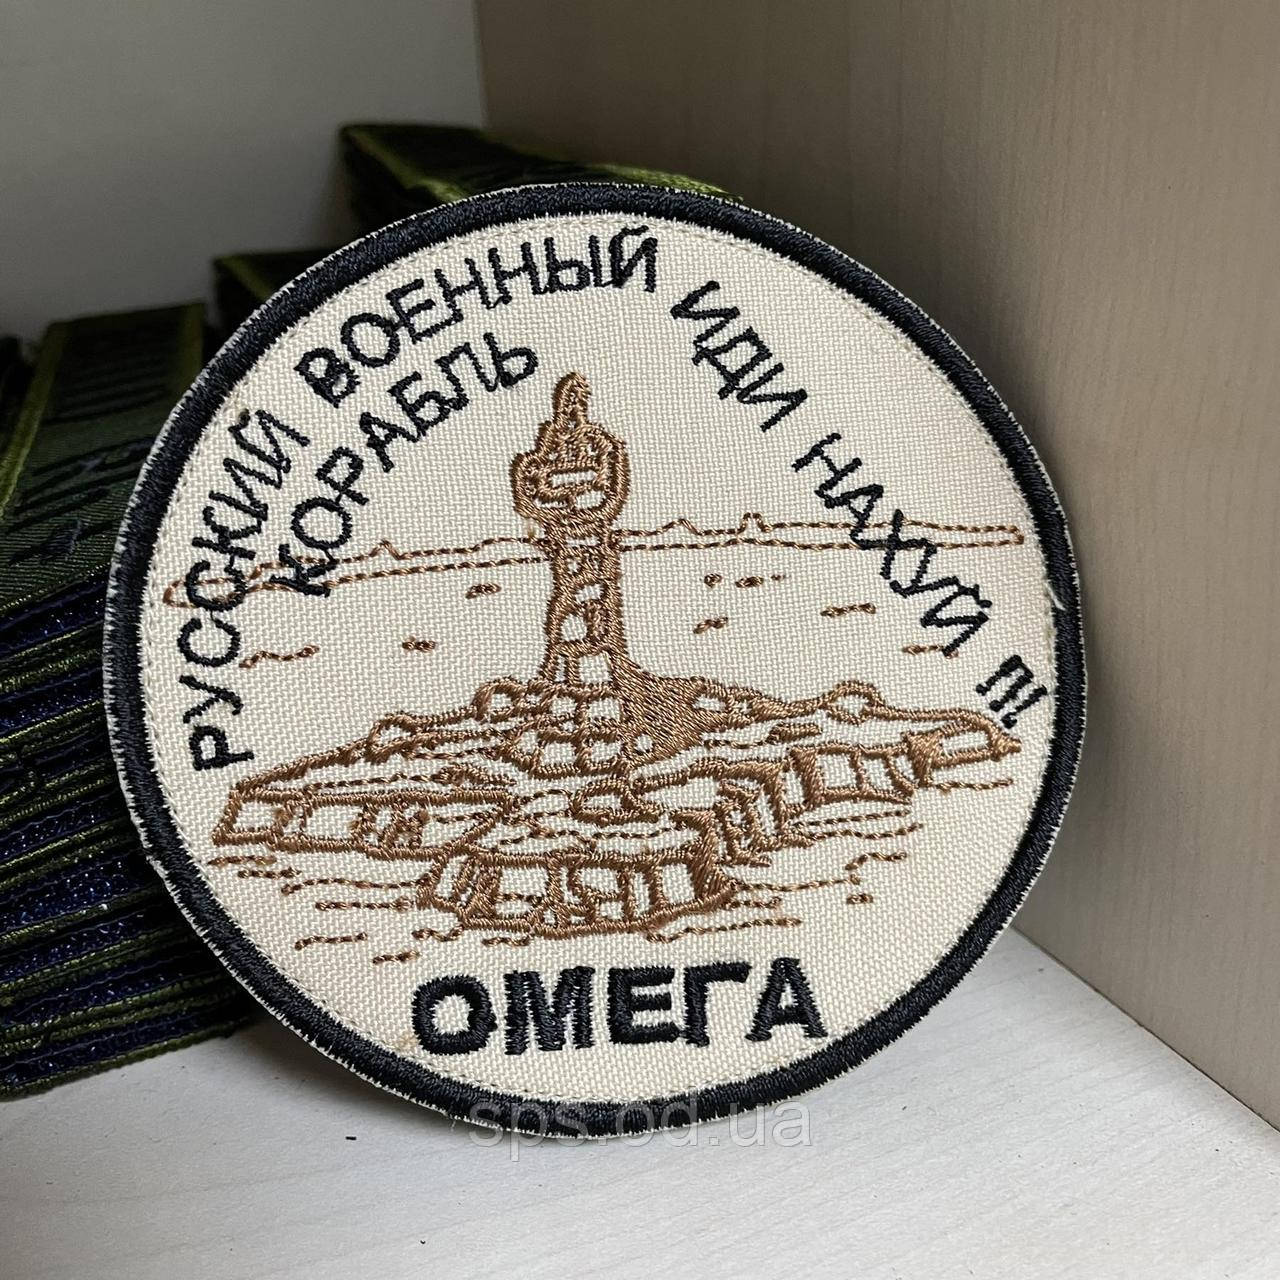 РУССКИЙ ВОЕННЫЙ
КОРАБЛЬ
ИДИ НАХУЙ !!!
ОМЕГА
sps.od.ua